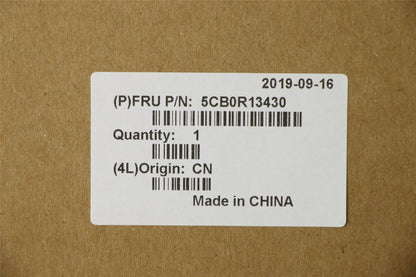 2019-09-16
(P)FRU P/N: 5CB0R13430
Quantity: 1
(4L)Origin: CN
Made in CHINA